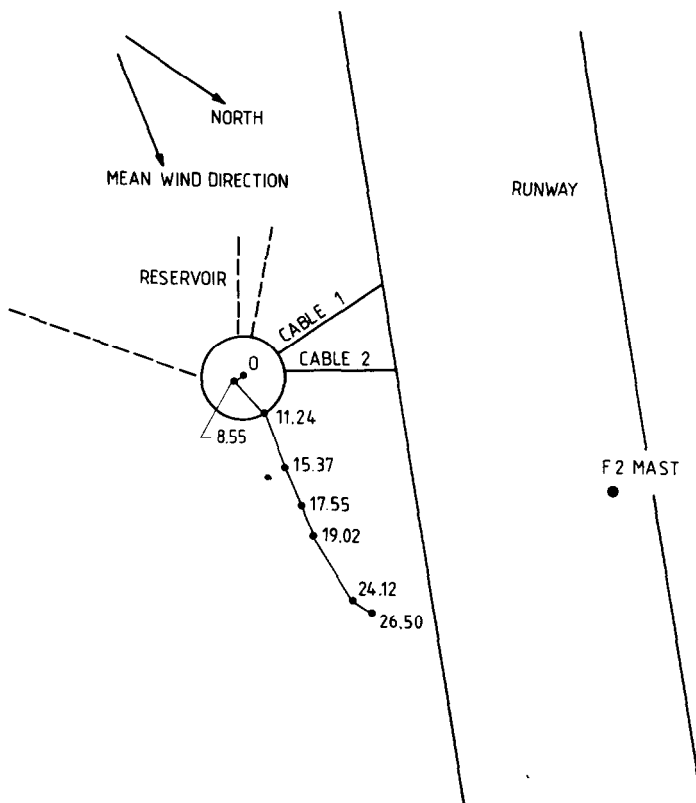 NORTH
MEAN WIND DIRECTION
RUNWAY
RESERVOIR
CABLE 1
CABLE 2
O
8.55
11.24
15.37
17.55
19.02
24.12
26.50
F2 MAST